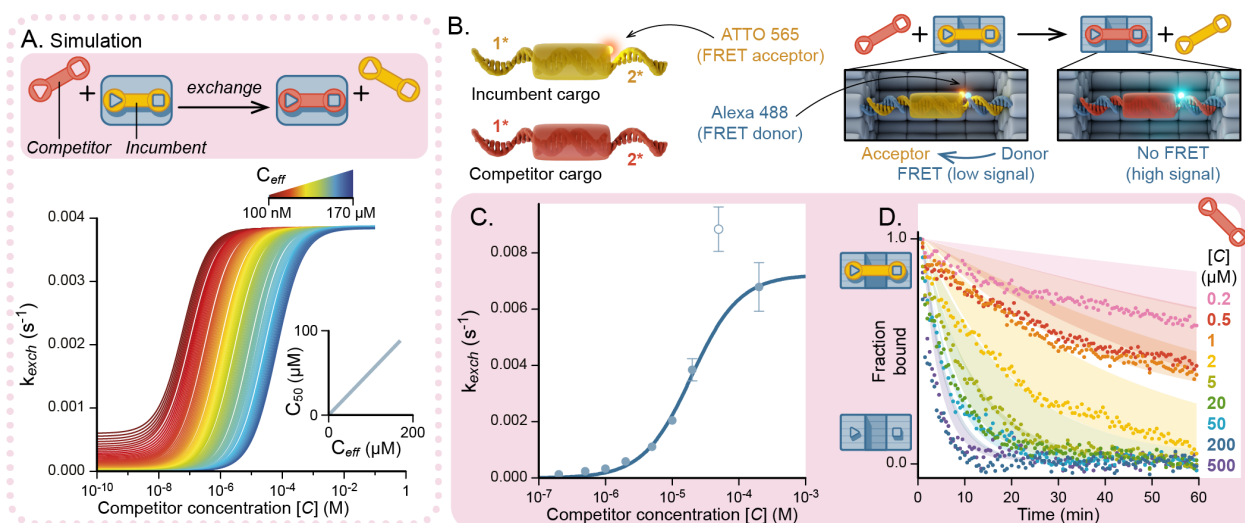 A. Simulation
exchange
Competitor
Incumbent
C_eff
100 nM
170 µM
0.004
0.003
0.002
0.001
0.000
k_exch (s⁻¹)
10⁻¹⁰
10⁻⁸
10⁻⁶
10⁻⁴
10⁻²
1
Competitor concentration [C] (M)
100
0
C₅₀ (µM)
0
200
C_eff (µM)
B.
1*
2*
Incumbent cargo
1*
2*
Competitor cargo
ATTO 565
(FRET acceptor)
Alexa 488
(FRET donor)
Acceptor
Donor
FRET (low signal)
No FRET
(high signal)
C.
0.008
0.006
0.004
0.002
0.000
k_exch (s⁻¹)
10⁻⁷
10⁻⁶
10⁻⁵
10⁻⁴
10⁻³
Competitor concentration [C] (M)
D.
1.0
0.0
Fraction
bound
0
10
20
30
40
50
60
Time (min)
[C]
(µM)
0.2
0.5
1
2
5
20
50
200
500